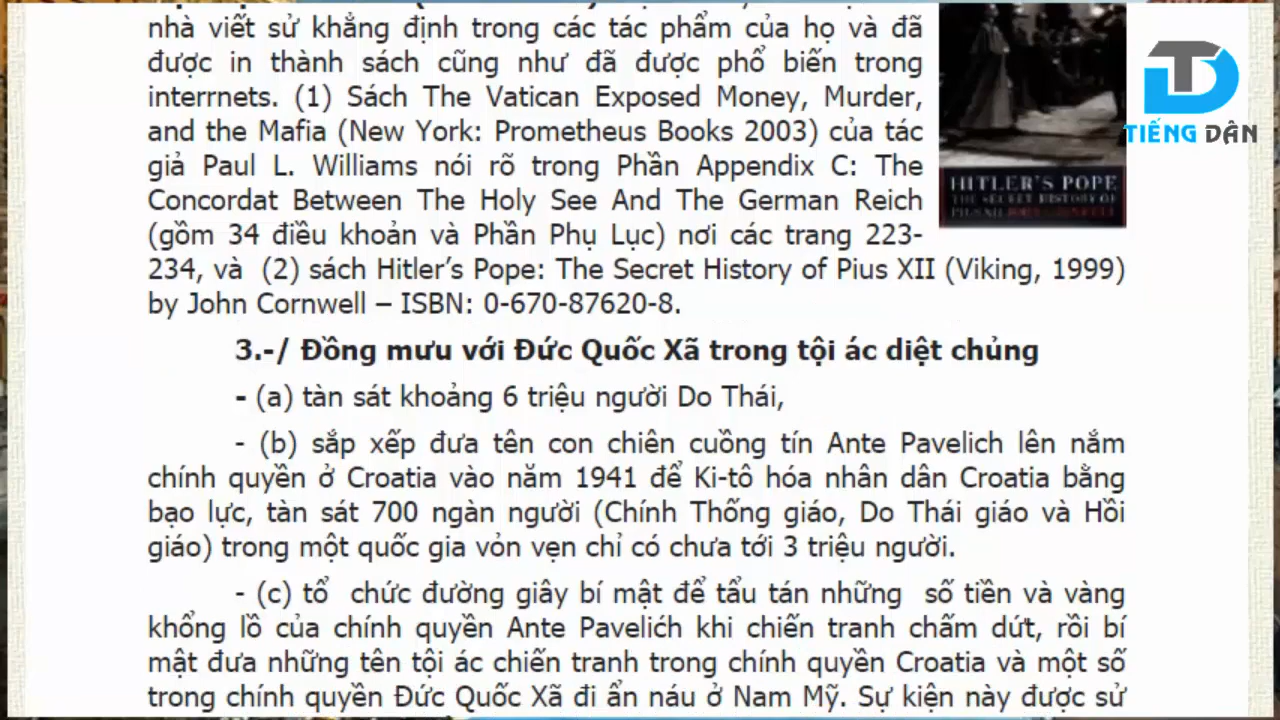 nhà viết sử khẳng định trong các tác phẩm của họ và đã
được in thành sách cũng như đã được phổ biến trong
interrnets. (1) Sách The Vatican Exposed Money, Murder,
and the Mafia (New York: Prometheus Books 2003) của tác
giả Paul L. Williams nói rõ trong Phần Appendix C: The
Concordat Between The Holy See And The German Reich
(gồm 34 điều khoản và Phần Phụ Lục) nơi các trang 223-
234, và (2) sách Hitler’s Pope: The Secret History of Pius XII (Viking, 1999)
by John Cornwell – ISBN: 0-670-87620-8.
HITLER'S POPE
THE SECRET HISTORY OF
PIUS XII JOHN CORNWELL
TIẾNG DÂN
3.-/ Đồng mưu với Đức Quốc Xã trong tội ác diệt chủng
- (a) tàn sát khoảng 6 triệu người Do Thái,
- (b) sắp xếp đưa tên con chiên cuồng tín Ante Pavelich lên nắm
chính quyền ở Croatia vào năm 1941 để Ki-tô hóa nhân dân Croatia bằng
bạo lực, tàn sát 700 ngàn người (Chính Thống giáo, Do Thái giáo và Hồi
giáo) trong một quốc gia vỏn vẹn chỉ có chưa tới 3 triệu người.
- (c) tổ chức đường giây bí mật để tẩu tán những số tiền và vàng
khổng lồ của chính quyền Ante Pavelićh khi chiến tranh chấm dứt, rồi bí
mật đưa những tên tội ác chiến tranh trong chính quyền Croatia và một số
trong chính quyền Đức Quốc Xã đi ẩn náu ở Nam Mỹ. Sự kiện này được sử